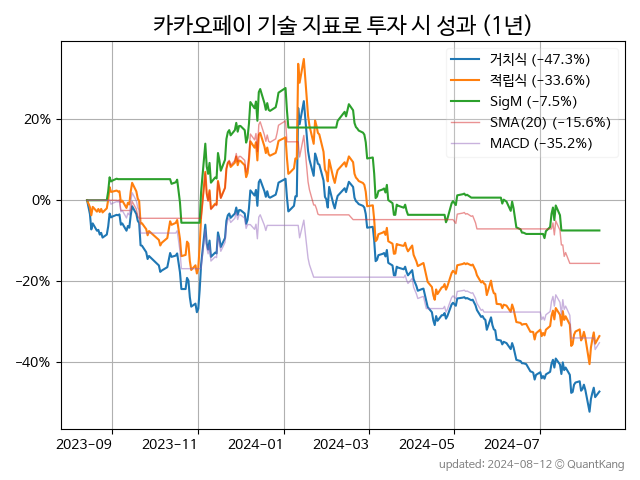 카카오페이 기술 지표로 투자 시 성과 (1년)
거치식 (−47.3%)
적립식 (−33.6%)
SigM (−7.5%)
SMA(20) (−15.6%)
MACD (−35.2%)
20%
0%
−20%
−40%
2023−09 2023−11 2024−01 2024−03 2024−05 2024−07
updated: 2024-08-12 © QuantKang